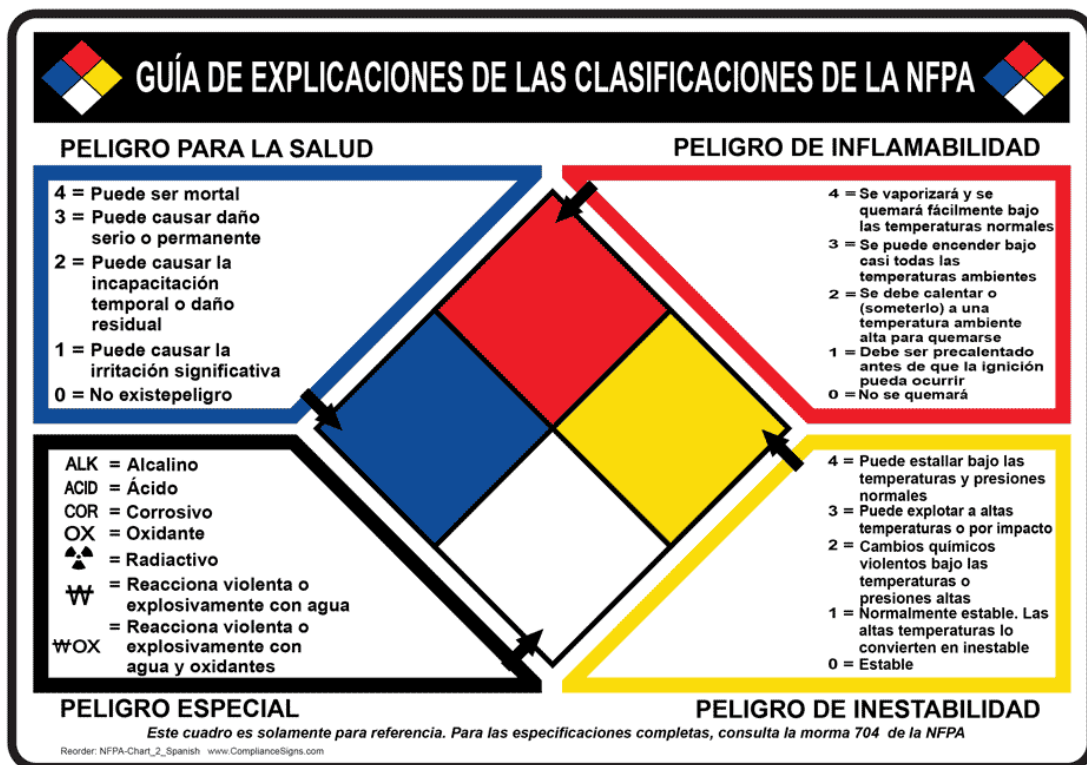 GUÍA DE EXPLICACIONES DE LAS CLASIFICACIONES DE LA NFPA
PELIGRO PARA LA SALUD
4 = Puede ser mortal
3 = Puede causar daño
serio o permanente
2 = Puede causar la
incapacitación
temporal o daño
residual
1 = Puede causar la
irritación significativa
0 = No existepeligro
PELIGRO DE INFLAMABILIDAD
4 = Se vaporizará y se
quemará fácilmente bajo
las temperaturas normales
3 = Se puede encender bajo
casi todas las
temperaturas ambientes
2 = Se debe calentar o
(someterlo) a una
temperatura ambiente
alta para quemarse
1 = Debe ser precalentado
antes de que la ignición
pueda ocurrir
0 = No se quemará
ALK = Alcalino
ACID = Ácido
COR = Corrosivo
OX = Oxidante
= Radiactivo
W = Reacciona violenta o
explosivamente con agua
= Reacciona violenta o
WOX explosivamente con
agua y oxidantes
PELIGRO ESPECIAL
4 = Puede estallar bajo las
temperaturas y presiones
normales
3 = Puede explotar a altas
temperaturas o por impacto
2 = Cambios químicos
violentos bajo las
temperaturas o
presiones altas
1 = Normalmente estable. Las
altas temperaturas lo
convierten en inestable
0 = Estable
PELIGRO DE INESTABILIDAD
Este cuadro es solamente para referencia. Para las especificaciones completas, consulta la morma 704 de la NFPA
Reorder: NFPA-Chart_2_Spanish www.ComplianceSigns.com